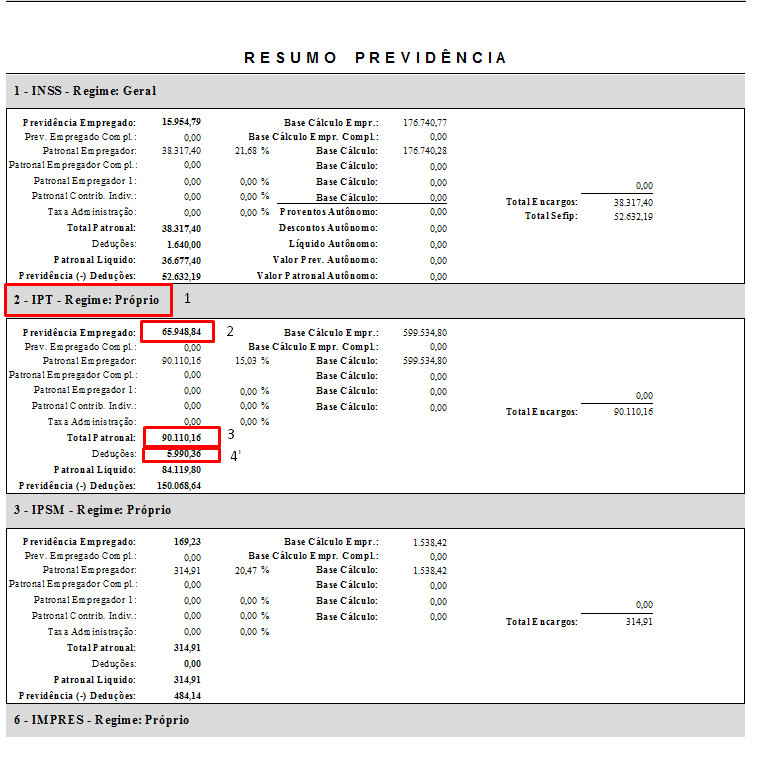 RESUMO PREVIDÊNCIA
1 - INSS - Regime: Geral
Previdência Empregado: 15.954,79 Base Cálculo Empr.: 176.740,77
Prev. Empregado Compl.: 0,00 Base Cálculo Empr. Compl.: 0,00
Patronal Empregador: 38.317,40 21,68 % Base Cálculo: 176.740,28
Patronal Empregador Compl.: 0,00 Base Cálculo: 0,00
Patronal Empregador 1: 0,00 0,00 % Base Cálculo: 0,00 0,00
Patronal Contrib. Indiv.: 0,00 0,00 % Base Cálculo: 0,00 Total Encargos: 38.317,40
Taxa Administração: 0,00 0,00 % Proventos Autônomo: 0,00 Total Sefip: 52.632,19
Total Patronal: 38.317,40 Descontos Autônomo: 0,00
Deduções: 1.640,00 Líquido Autônomo: 0,00
Patronal Liquido: 36.677,40 Valor Prev. Autônomo: 0,00
Previdência (-) Deduções: 52.632,19 Valor Patronal Autônomo: 0,00
2 - IPT - Regime: Próprio 1
Previdência Empregado: 65.948,84 2 Base Cálculo Empr.: 599.534,80
Prev. Empregado Compl.: 0,00 Base Cálculo Empr. Compl.: 0,00
Patronal Empregador: 90.110,16 15,03 % Base Cálculo: 599.534,80
Patronal Empregador Compl.: 0,00 Base Cálculo: 0,00
Patronal Empregador 1: 0,00 0,00 % Base Cálculo: 0,00 0,00
Patronal Contrib. Indiv.: 0,00 0,00 % Base Cálculo: 0,00 Total Encargos: 90.110,16
Taxa Administração: 0,00 0,00 %
Total Patronal: 90.110,16 3
Deduções: 5.990,36 4'
Patronal Liquido: 84.119,80
Previdência (-) Deduções: 150.068,64
3 - IPSM - Regime: Próprio
Previdência Empregado: 169,23 Base Cálculo Empr.: 1.538,42
Prev. Empregado Compl.: 0,00 Base Cálculo Empr. Compl.: 0,00
Patronal Empregador: 314,91 20,47 % Base Cálculo: 1.538,42
Patronal Empregador Compl.: 0,00 Base Cálculo: 0,00
Patronal Empregador 1: 0,00 0,00 % Base Cálculo: 0,00 0,00
Patronal Contrib. Indiv.: 0,00 0,00 % Base Cálculo: 0,00 Total Encargos: 314,91
Taxa Administração: 0,00 0,00 %
Total Patronal: 314,91
Deduções: 0,00
Patronal Liquido: 314,91
Previdência (-) Deduções: 484,14
6 - IMPRES - Regime: Próprio